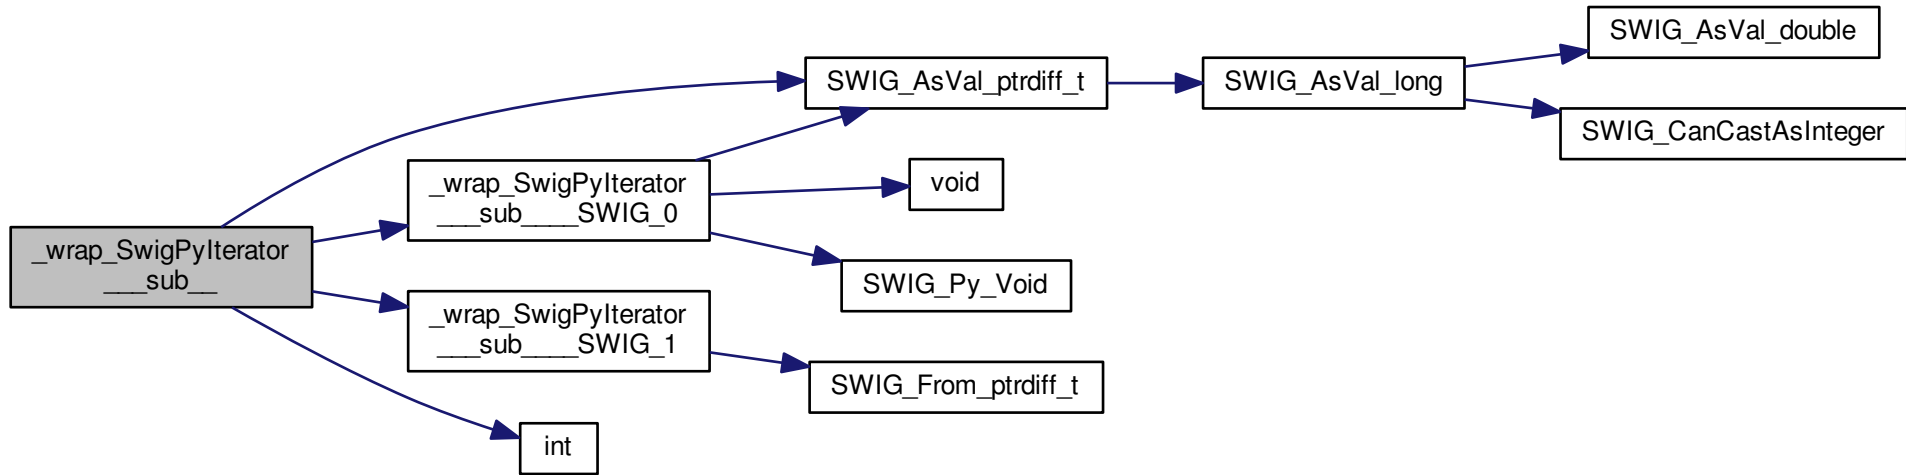 _wrap_SwigPyIterator
___sub__
_wrap_SwigPyIterator
___sub____SWIG_0
_wrap_SwigPyIterator
___sub____SWIG_1
int
SWIG_AsVal_ptrdiff_t
void
SWIG_Py_Void
SWIG_From_ptrdiff_t
SWIG_AsVal_long
SWIG_AsVal_double
SWIG_CanCastAsInteger